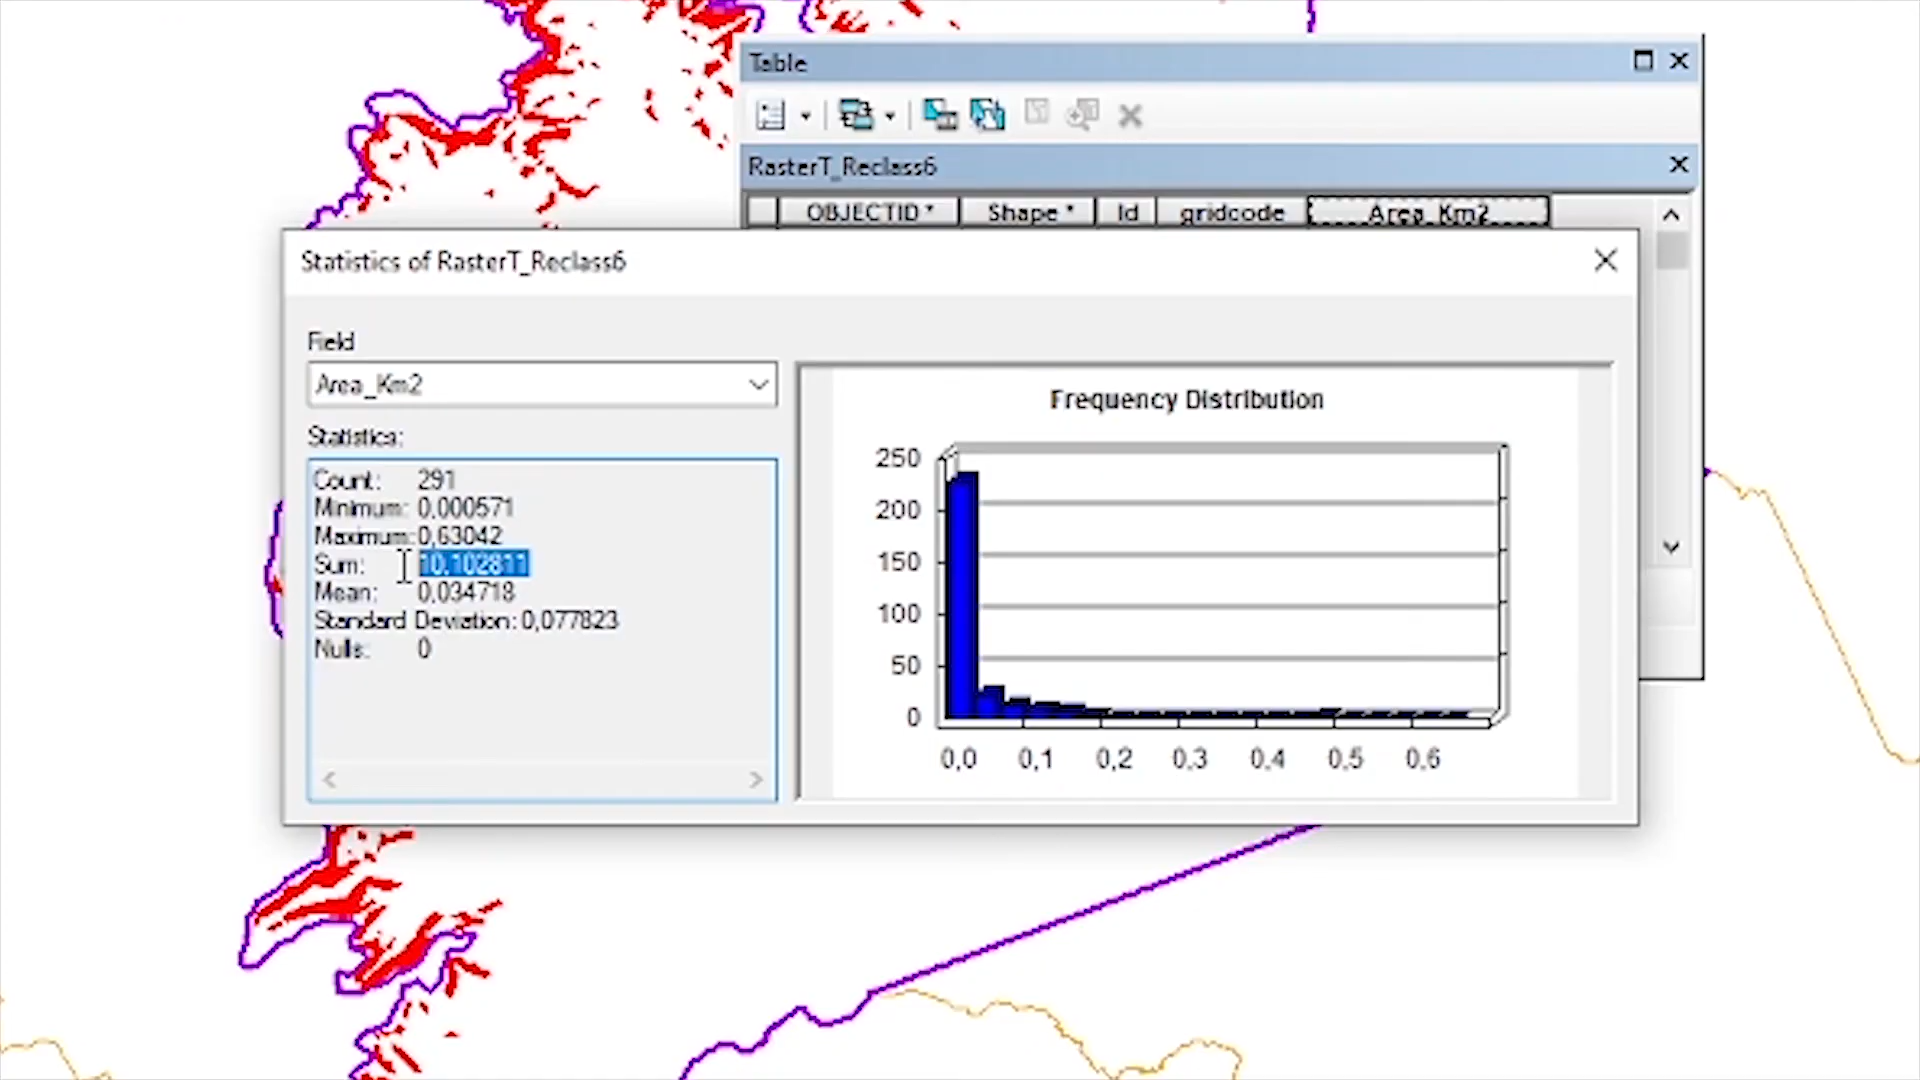 Table
RasterT_Reclass6
OBJECTID * Shape * Id gridcode Area_Km2
Statistics of RasterT_Reclass6
Field
Area_Km2
Statistics:
Count: 291
Minimum: 0,000571
Maximum: 0,63042
Sum: 10,102811
Mean: 0,034718
Standard Deviation: 0,077823
Nulls: 0
Frequency Distribution
250
200
150
100
50
0
0,0 0,1 0,2 0,3 0,4 0,5 0,6